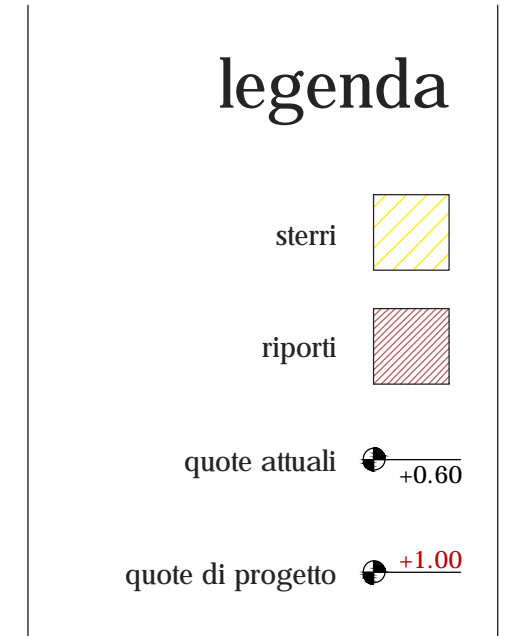 legenda
sterri
riporti
quote attuali
+0.60
quote di progetto
+1.00